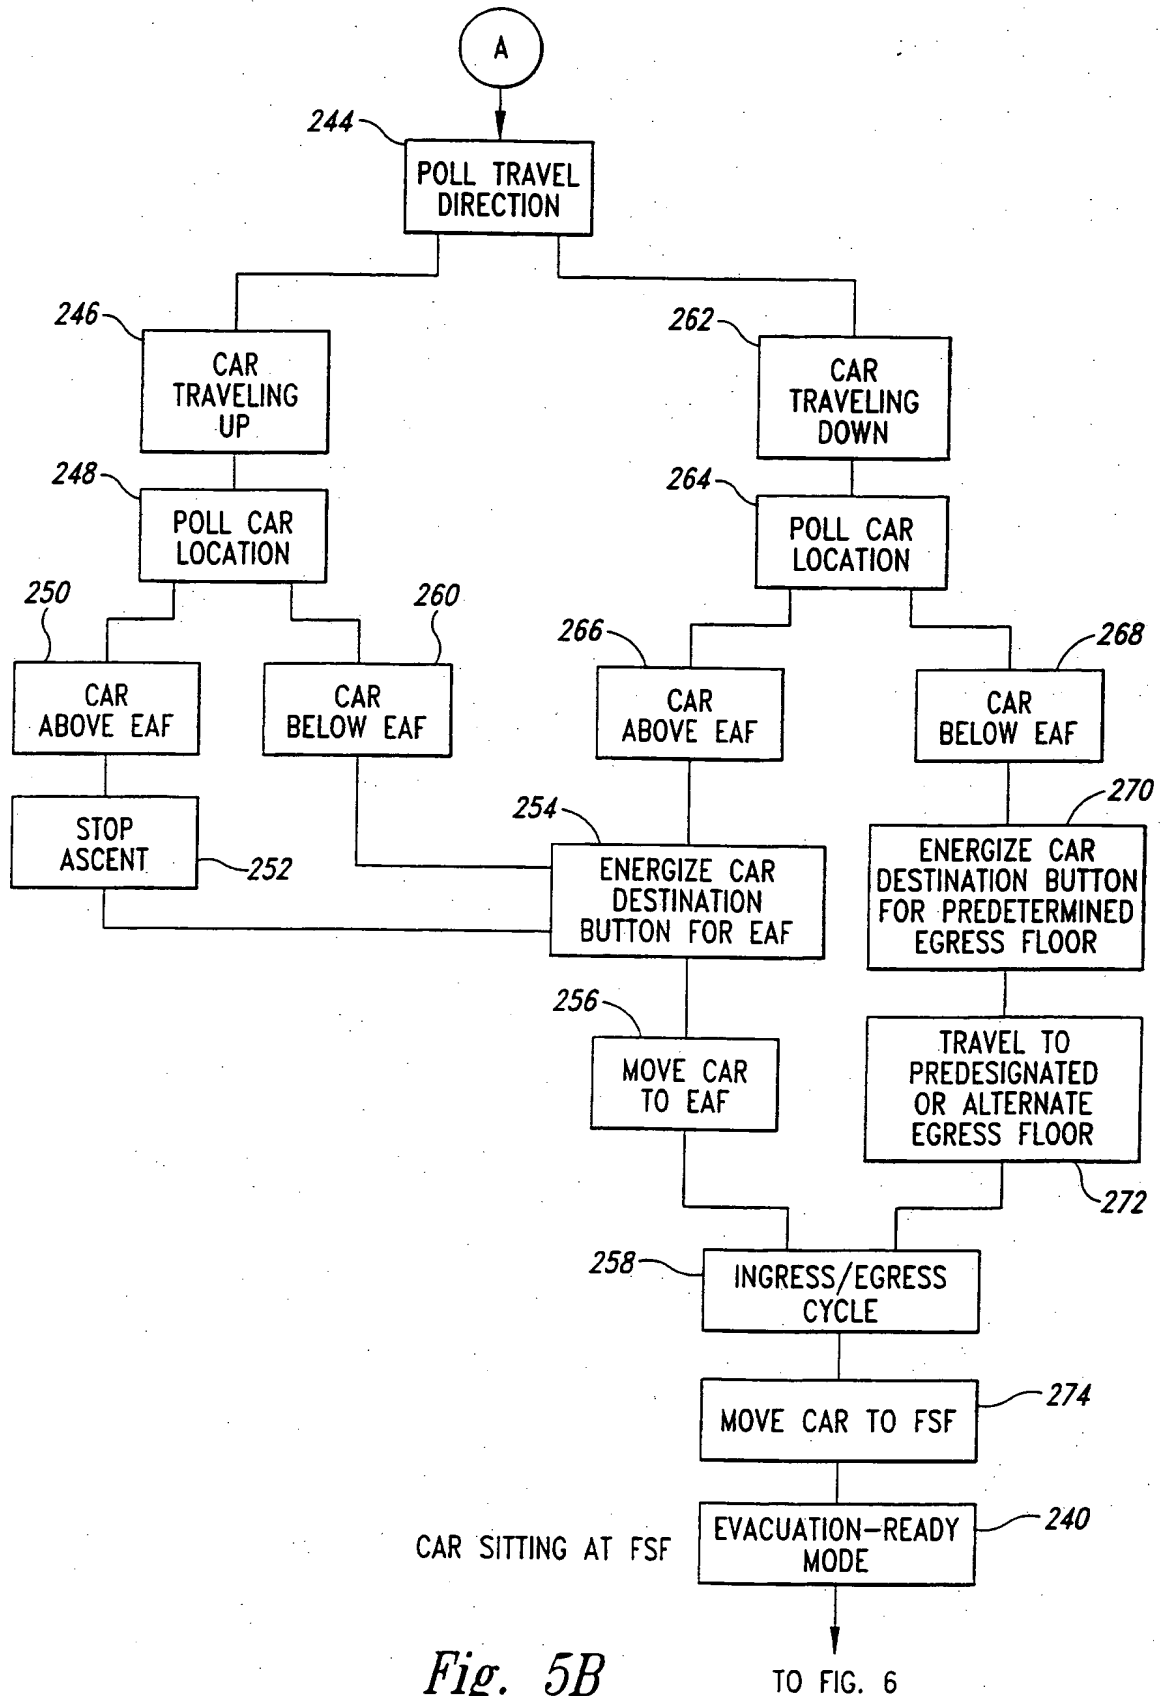 A
244
POLL TRAVEL
DIRECTION
246
CAR
TRAVELING
UP
262
CAR
TRAVELING
DOWN
248
POLL CAR
LOCATION
264
POLL CAR
LOCATION
250
CAR
ABOVE EAF
260
CAR
BELOW EAF
266
CAR
ABOVE EAF
268
CAR
BELOW EAF
STOP
ASCENT
252
254
ENERGIZE CAR
DESTINATION
BUTTON FOR EAF
270
ENERGIZE CAR
DESTINATION BUTTON
FOR PREDETERMINED
EGRESS FLOOR
256
MOVE CAR
TO EAF
TRAVEL TO
PREDESIGNATED
OR ALTERNATE
EGRESS FLOOR
272
258
INGRESS/EGRESS
CYCLE
274
MOVE CAR TO FSF
240
CAR SITTING AT FSF
EVACUATION-READY
MODE
Fig. 5B
TO FIG. 6